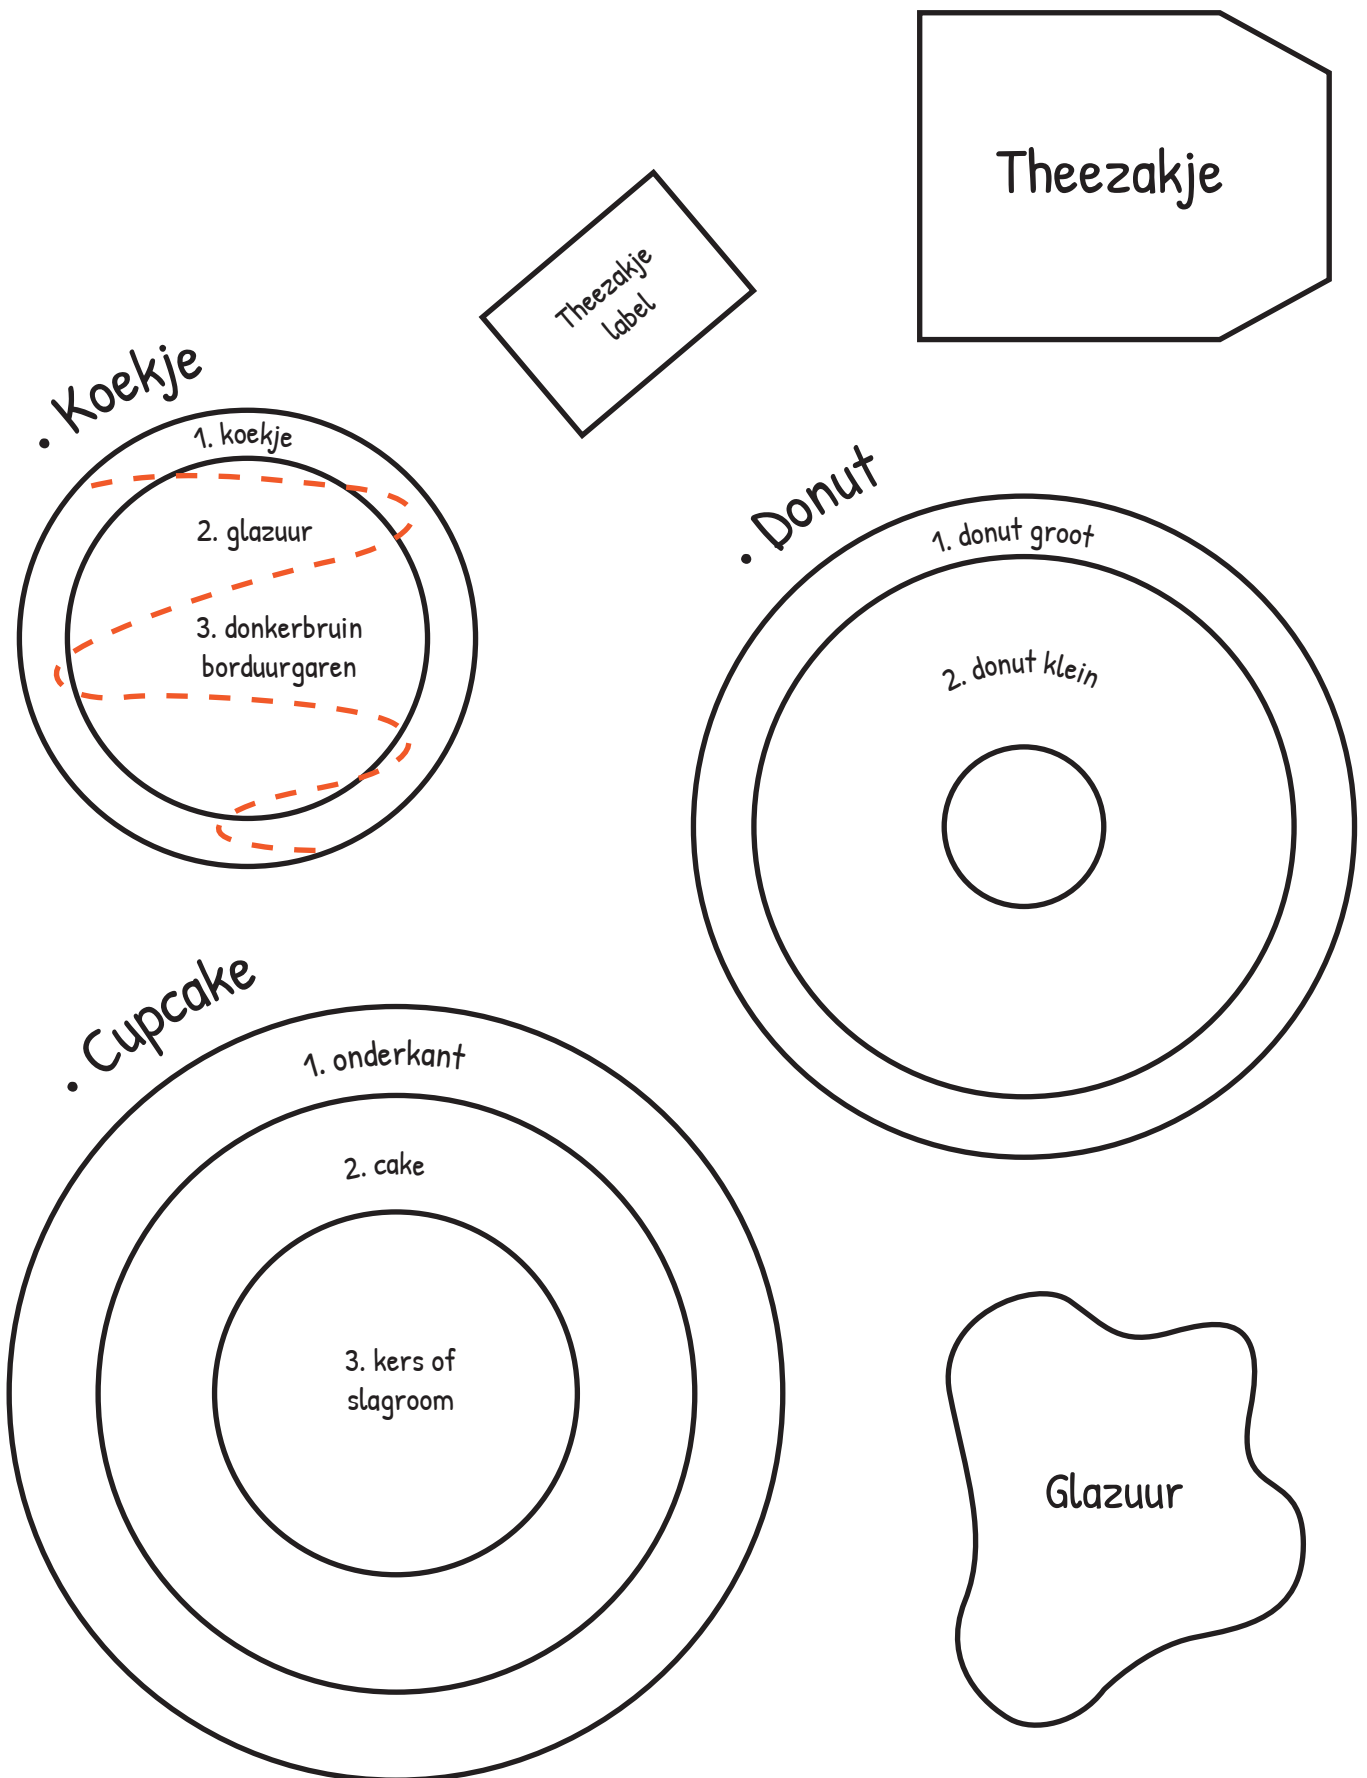 Theezakje
Theezakje
label
• Koekje
1. koekje
2. glazuur
3. donkerbruin
borduurgaren
• Donut
1. donut groot
2. donut klein
• Cupcake
1. onderkant
2. cake
3. kers of
slagroom
Glazuur